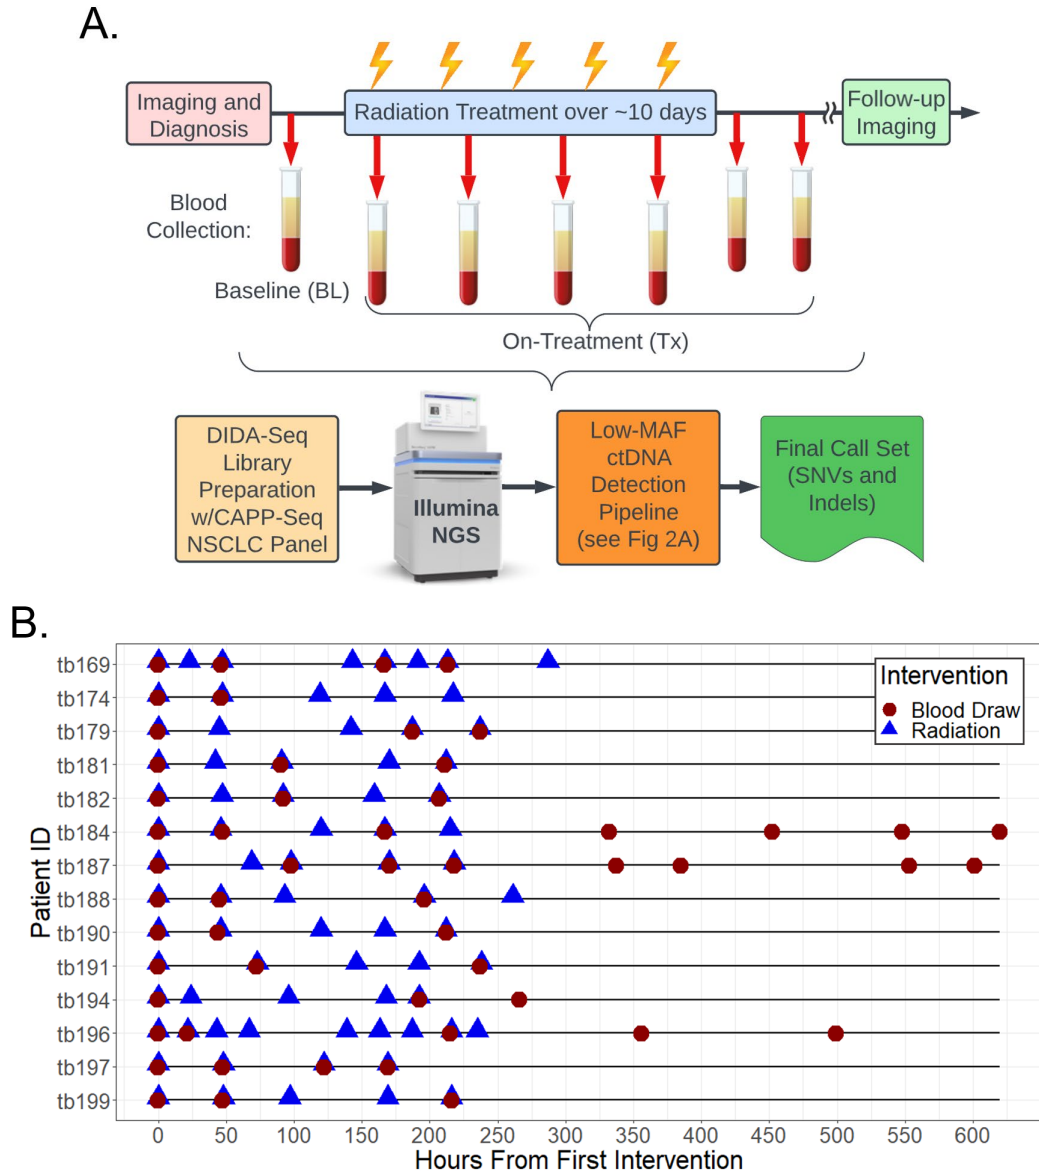 A.
Imaging and
Diagnosis
Radiation Treatment over ~10 days
Follow-up
Imaging
Blood
Collection:
Baseline (BL)
On-Treatment (Tx)
DIDA-Seq
Library
Preparation
w/CAPP-Seq
NSCLC Panel
Illumina
NGS
Low-MAF
ctDNA
Detection
Pipeline
(see Fig 2A)
Final Call Set
(SNVs and
Indels)
B.
Patient ID
tb169
tb174
tb179
tb181
tb182
tb184
tb187
tb188
tb190
tb191
tb194
tb196
tb197
tb199
Intervention
Blood Draw
Radiation
0 50 100 150 200 250 300 350 400 450 500 550 600
Hours From First Intervention